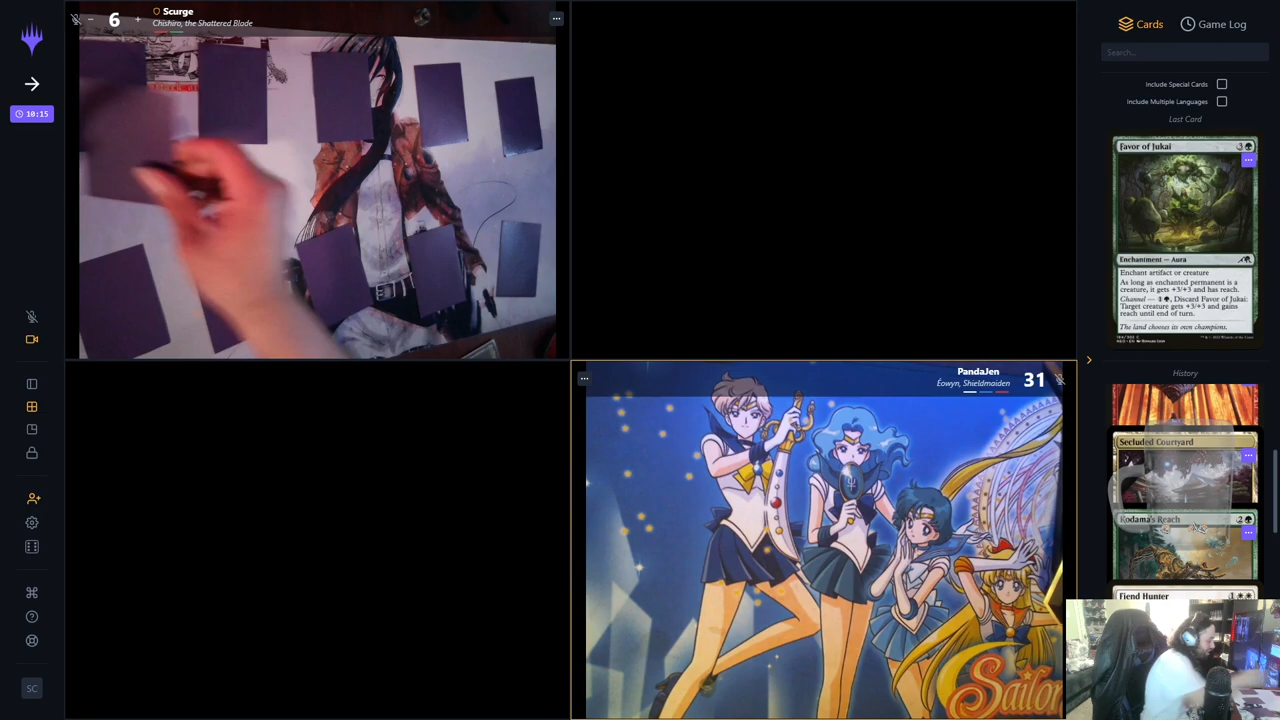 6
Scurge
Chishiro, the Shattered Blade
10:15
PandaJen
Éowyn, Shieldmaiden
31
Sailor
SC
Cards
Game Log
Search...
Include Special Cards
Include Multiple Languages
Last Card
Favor of Jukai
3
Enchantment — Aura
Enchant artifact or creature
As long as enchanted permanent is a
creature, it gets +3/+3 and has reach.
Channel — 1, Discard Favor of Jukai:
Target creature gets +3/+3 and gains
reach until end of turn.
The land chooses its own champions.
History
Secluded Courtyard
Kodama's Reach
2
Fiend Hunter
1